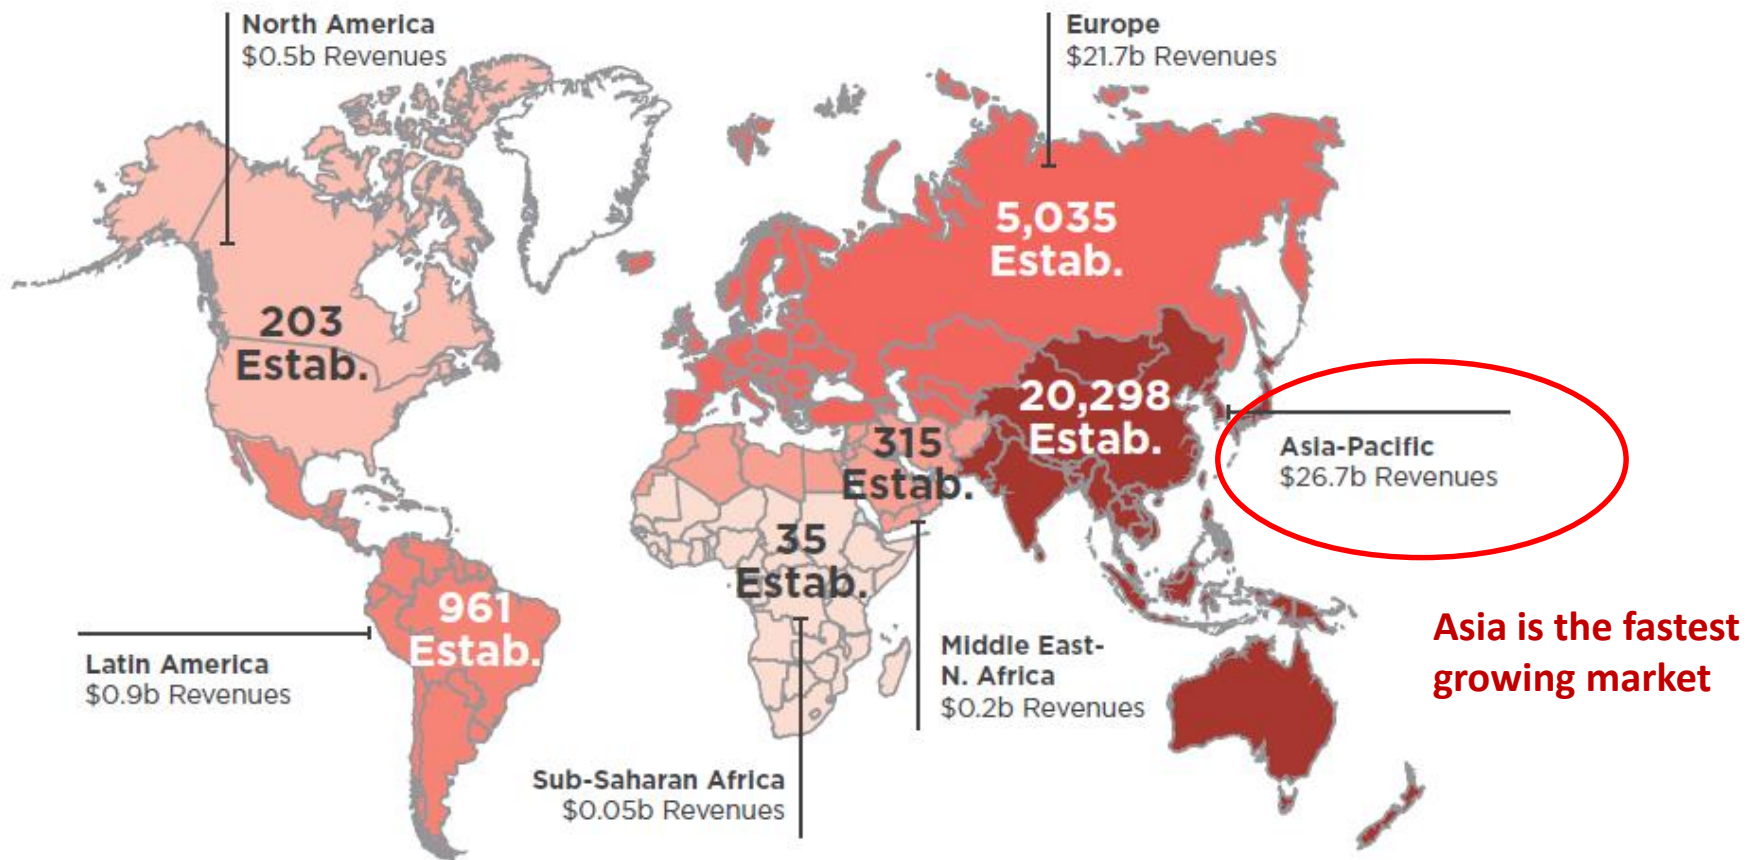 North America
$0.5b Revenues
Europe
$21.7b Revenues
5,035
Estab.
203
Estab.
20,298
Estab.
315
Estab.
Asia-Pacific
$26.7b Revenues
35
Estab.
961
Estab.
Latin America
$0.9b Revenues
Middle East-
N. Africa
$0.2b Revenues
Asia is the fastest
growing market
Sub-Saharan Africa
$0.05b Revenues